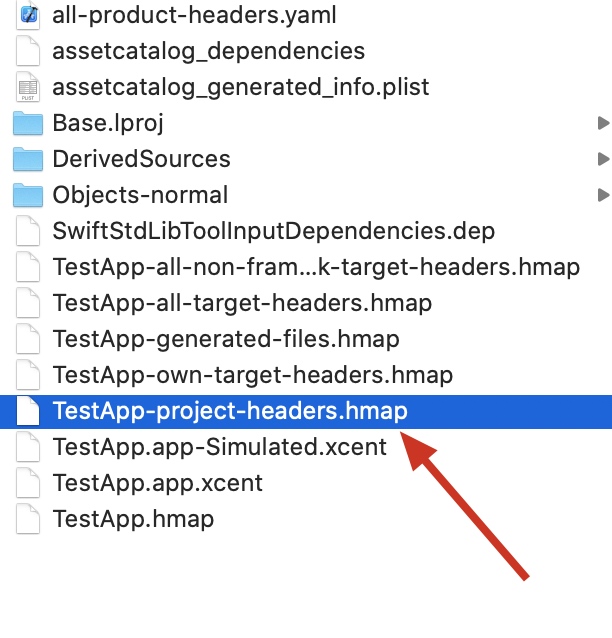 all-product-headers.yaml
assetcatalog_dependencies
assetcatalog_generated_info.plist
PLIST
Base.lproj
DerivedSources
Objects-normal
SwiftStdLibToolInputDependencies.dep
TestApp-all-non-fram...k-target-headers.hmap
TestApp-all-target-headers.hmap
TestApp-generated-files.hmap
TestApp-own-target-headers.hmap
TestApp-project-headers.hmap
TestApp.app-Simulated.xcent
TestApp.app.xcent
TestApp.hmap